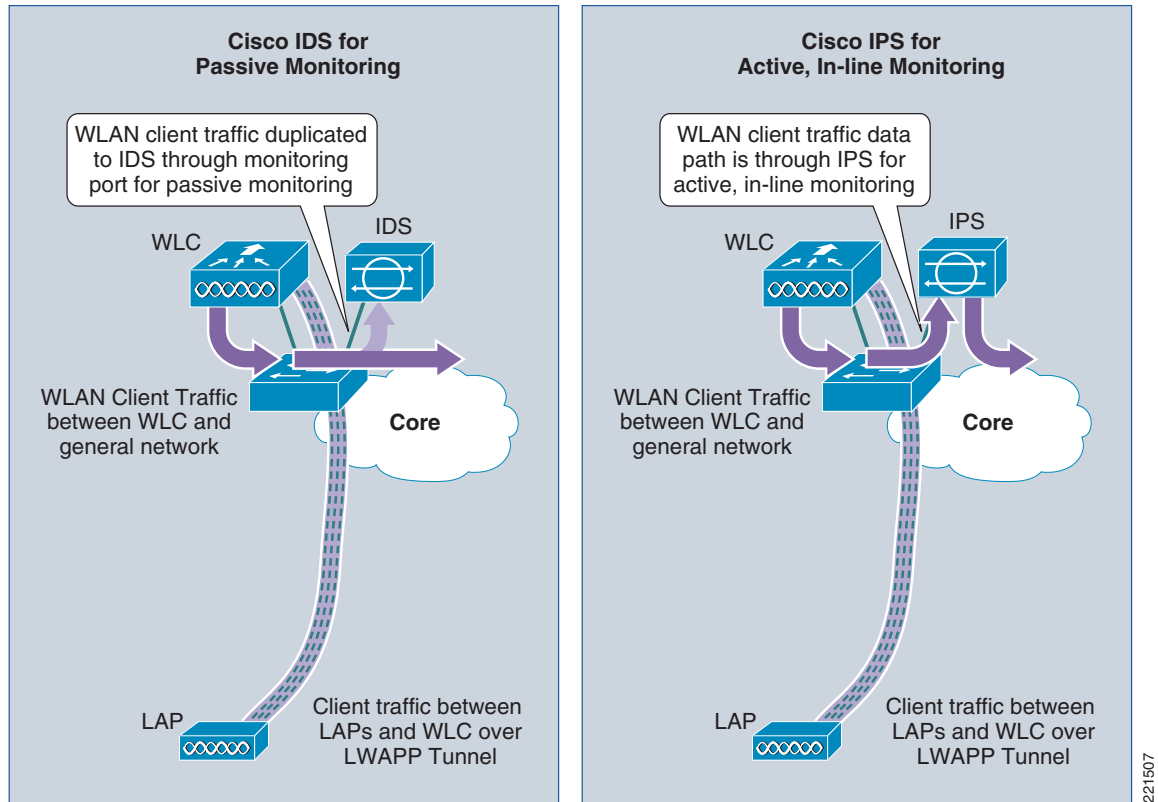 Cisco IDS for
Passive Monitoring
WLAN client traffic duplicated
to IDS through monitoring
port for passive monitoring
WLC
IDS
WLAN Client Traffic
between WLC and
general network
Core
LAP
Client traffic between
LAPs and WLC over
LWAPP Tunnel
Cisco IPS for
Active, In-line Monitoring
WLAN client traffic data
path is through IPS for
active, in-line monitoring
WLC
IPS
WLAN Client Traffic
between WLC and
general network
Core
LAP
Client traffic between
LAPs and WLC over
LWAPP Tunnel
221507